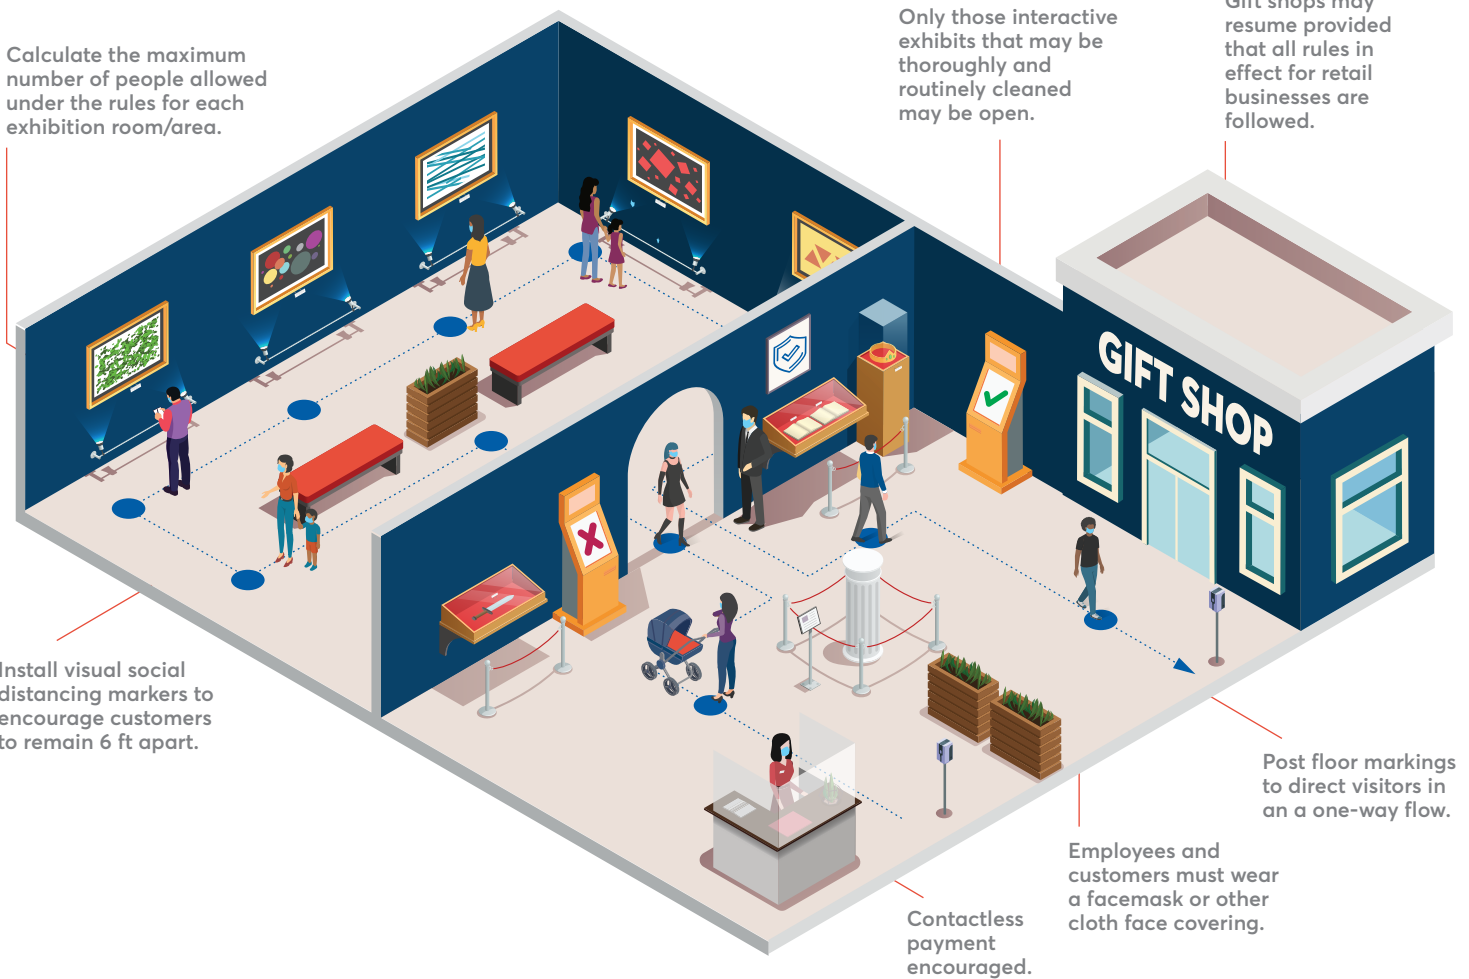 Calculate the maximum
number of people allowed
under the rules for each
exhibition room/area.
Only those interactive
exhibits that may be
thoroughly and
routinely cleaned
may be open.
Gift shops may
resume provided
that all rules in
effect for retail
businesses are
followed.
GIFT SHOP
Install visual social
distancing markers to
encourage customers
to remain 6 ft apart.
Post floor markings
to direct visitors in
an a one-way flow.
Employees and
customers must wear
a facemask or other
cloth face covering.
Contactless
payment
encouraged.